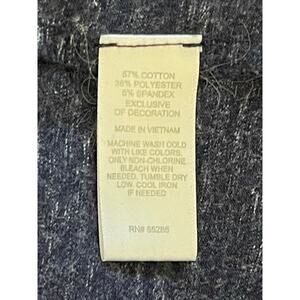 57% COTTON
38% POLYESTER
5% SPANDEX
EXCLUSIVE
OF DECORATION
MADE IN VIETNAM
MACHINE WASH COLD
WITH LIKE COLORS.
ONLY NON-CHLORINE
BLEACH WHEN
NEEDED. TUMBLE DRY
LOW. COOL IRON
IF NEEDED
RN# 55285